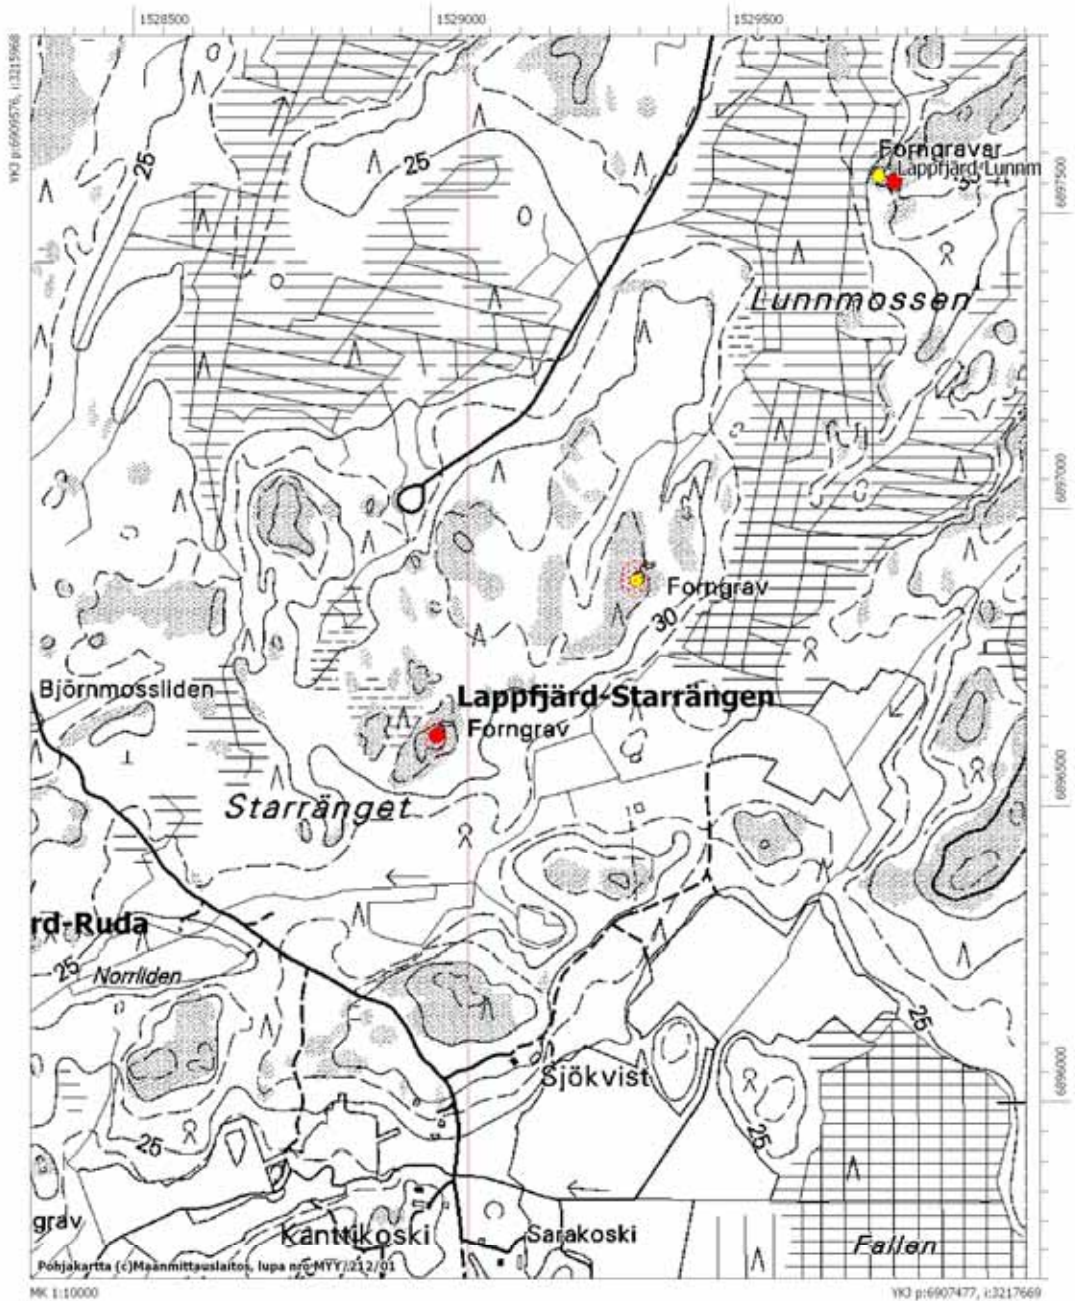 1528500
1529000
1529500
YKJ p:6909576, i:3215968
25
25
Forngravar
Lappfjärd-Lunnm
6897500
Lunnmossen
6897000
Forngrav
30
Björnmossliden
Lappfjärd-Starrängen
Forngrav
Starränget
6896500
rd-Ruda
25
Norrliden
25
Sjökvist
6896000
25
25
grav
Kanttikoski
Sarakoski
Fallen
Pohjakartta (c)Maanmittauslaitos, lupa nro MYY/212/01
MK 1:10000
YKJ p:6907477, i:3217669